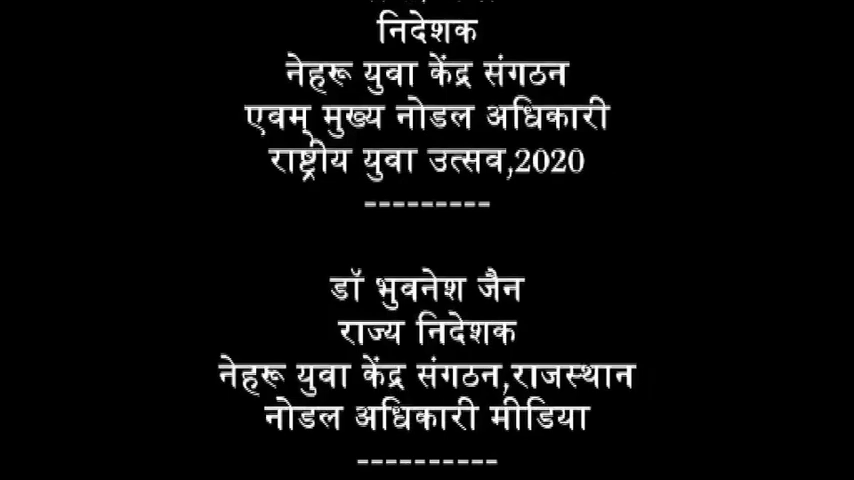 निदेशक
नेहरू युवा केंद्र संगठन
एवम् मुख्य नोडल अधिकारी
राष्ट्रीय युवा उत्सव,2020
---------
डॉ भुवनेश जैन
राज्य निदेशक
नेहरू युवा केंद्र संगठन,राजस्थान
नोडल अधिकारी मीडिया
----------